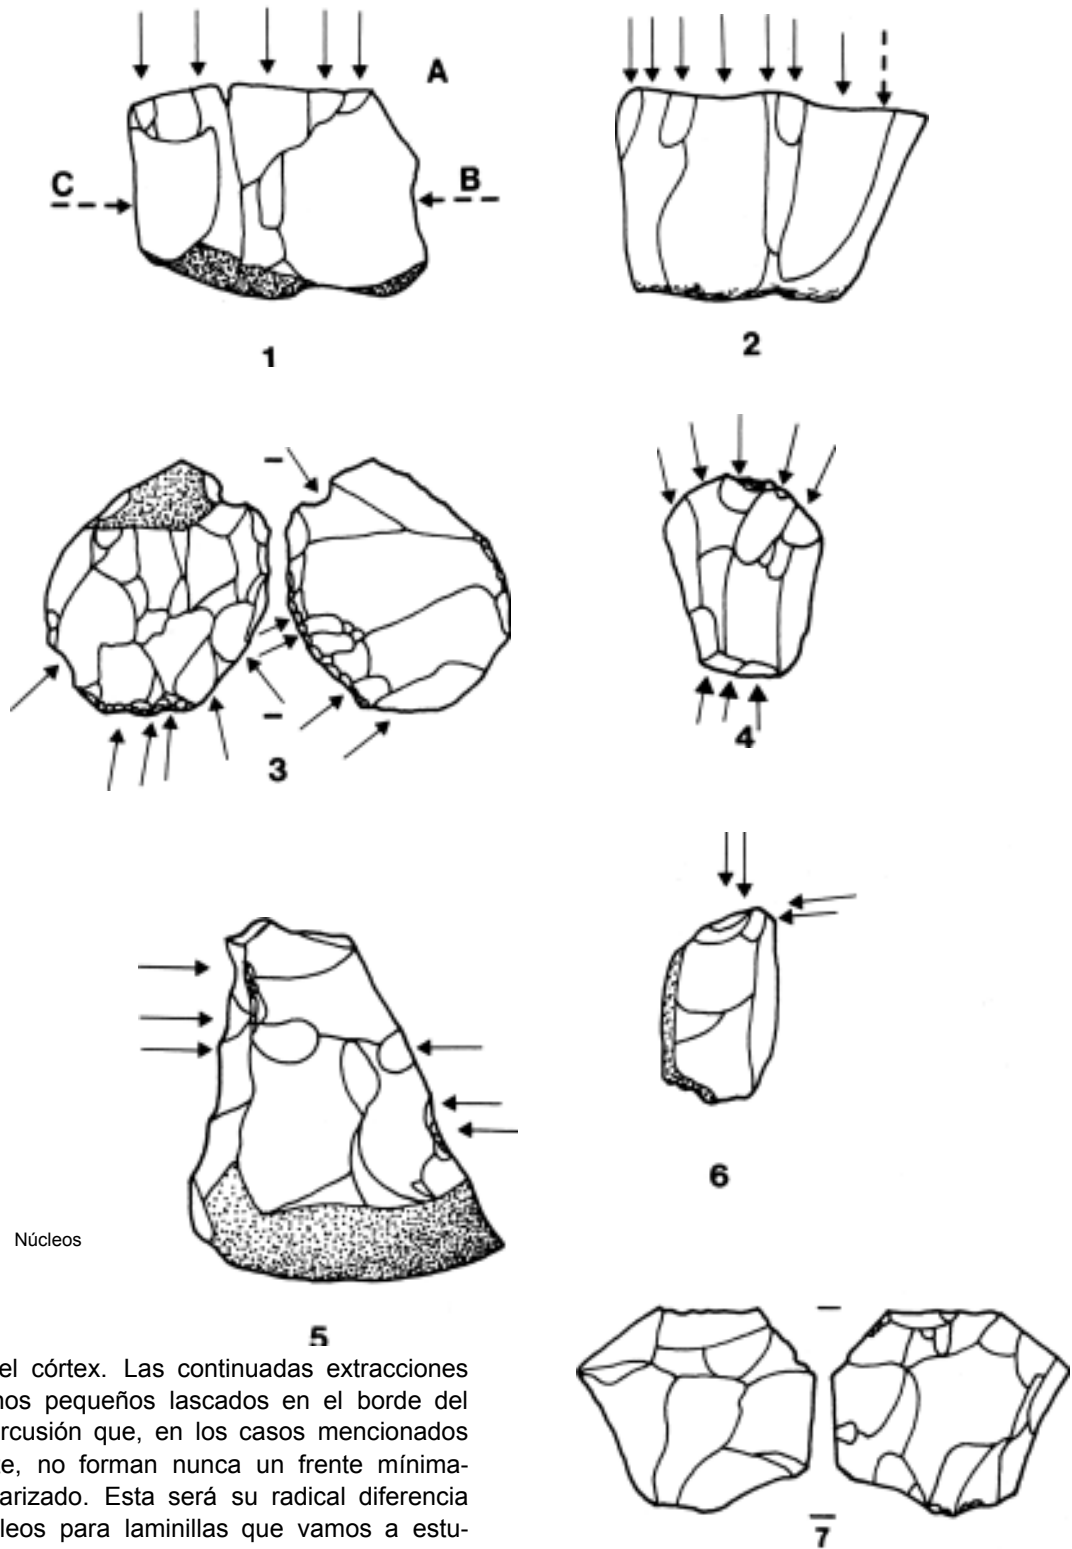 A
C
B
1
2
3
4
Núcleos
5
6
el córtex. Las continuadas extracciones
nos pequeños lascados en el borde del
rcusión que, en los casos mencionados
e, no forman nunca un frente mínima-
arizado. Esta será su radical diferencia
leos para laminillas que vamos a estu-
7